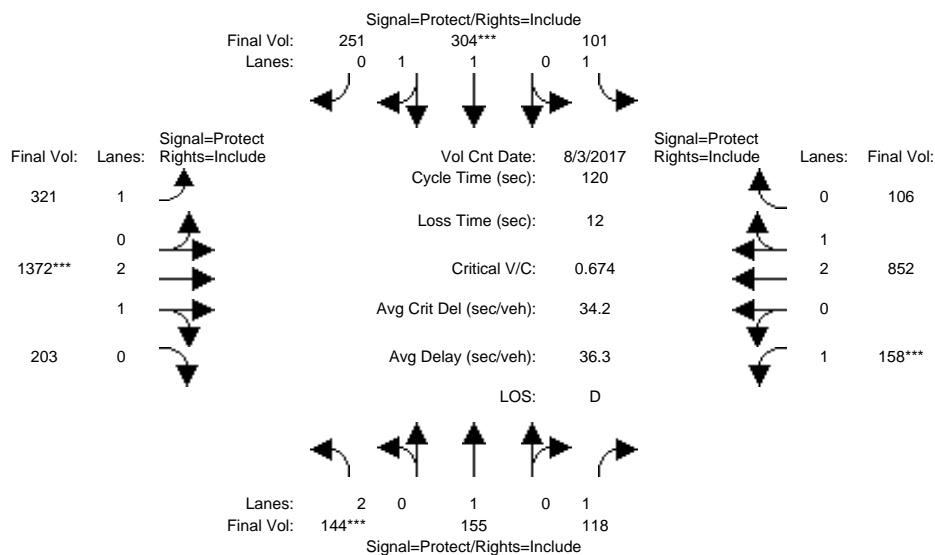 Signal=Protect/Rights=Include
Final Vol: 251 304*** 101
Lanes: 0 1 1 0 1
Signal=Protect
Final Vol: Lanes: Rights=Include
Vol Cnt Date: 8/3/2017
Signal=Protect
Rights=Include Lanes: Final Vol:
Cycle Time (sec): 120
321 1
0 106
Loss Time (sec): 12
0
1
1372*** 2
Critical V/C: 0.674
2 852
1
Avg Crit Del (sec/veh): 34.2
0
203 0
Avg Delay (sec/veh): 36.3
1 158***
LOS: D
Lanes: 2 0 1 0 1
Final Vol: 144*** 155 118
Signal=Protect/Rights=Include